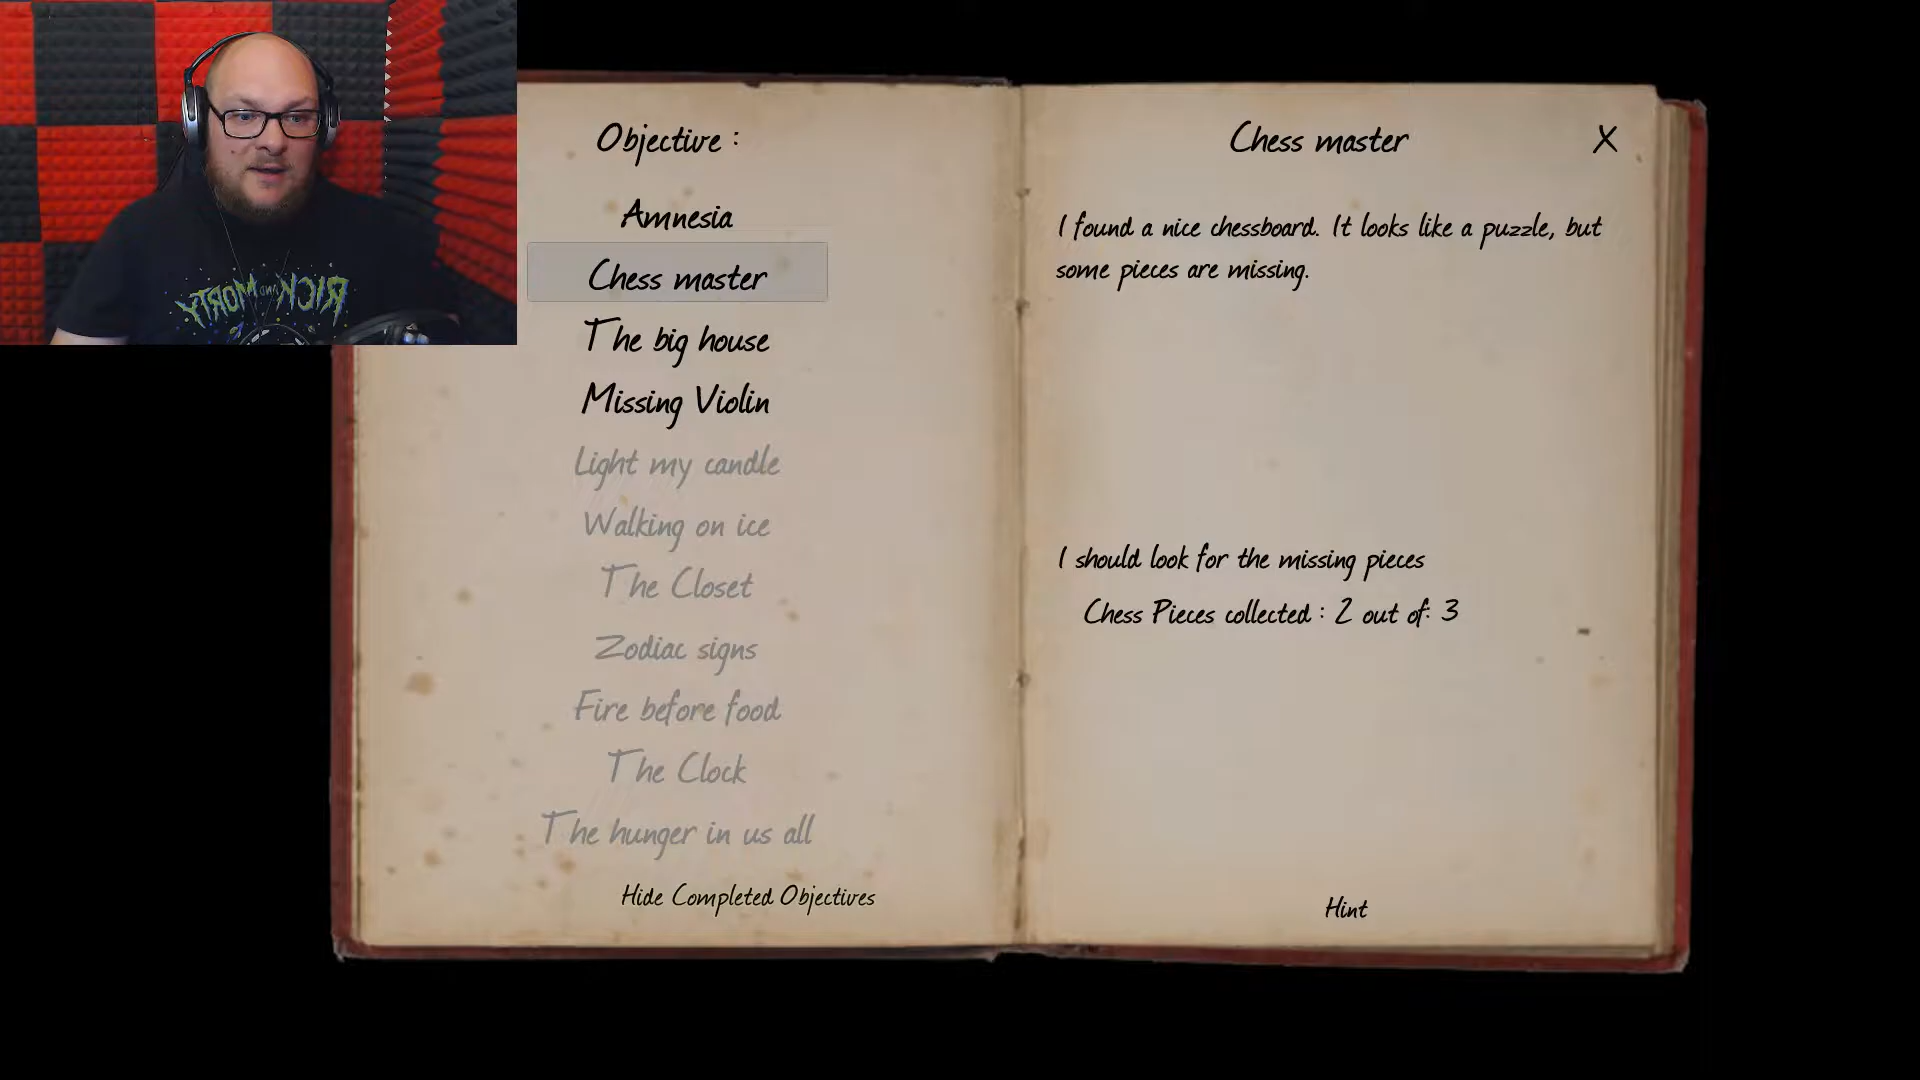 RICK AND MORTY
Objective :
Amnesia
Chess master
The big house
Missing Violin
Light my candle
Walking on ice
The Closet
Zodiac signs
Fire before food
The Clock
The hunger in us all
Hide Completed Objectives
Chess master
X
I found a nice chessboard. It looks like a puzzle, but
some pieces are missing.
I should look for the missing pieces
Chess Pieces collected : 2 out of: 3
Hint